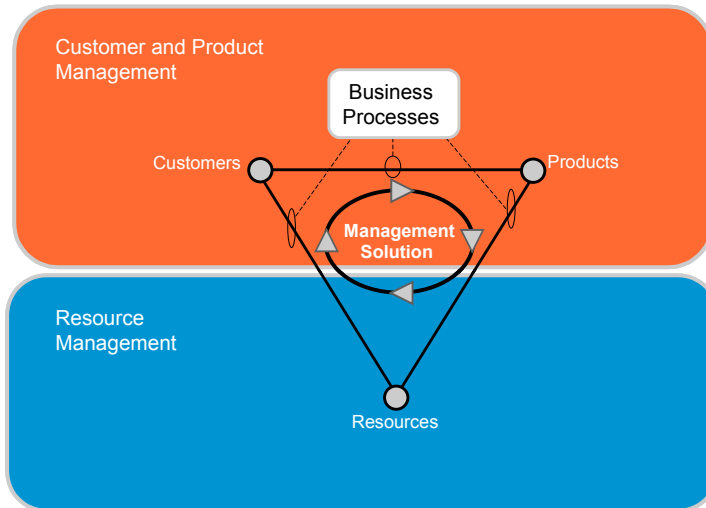 Customer and Product
Management
Business
Processes
Customers
Products
Management
Solution
Resource
Management
Resources